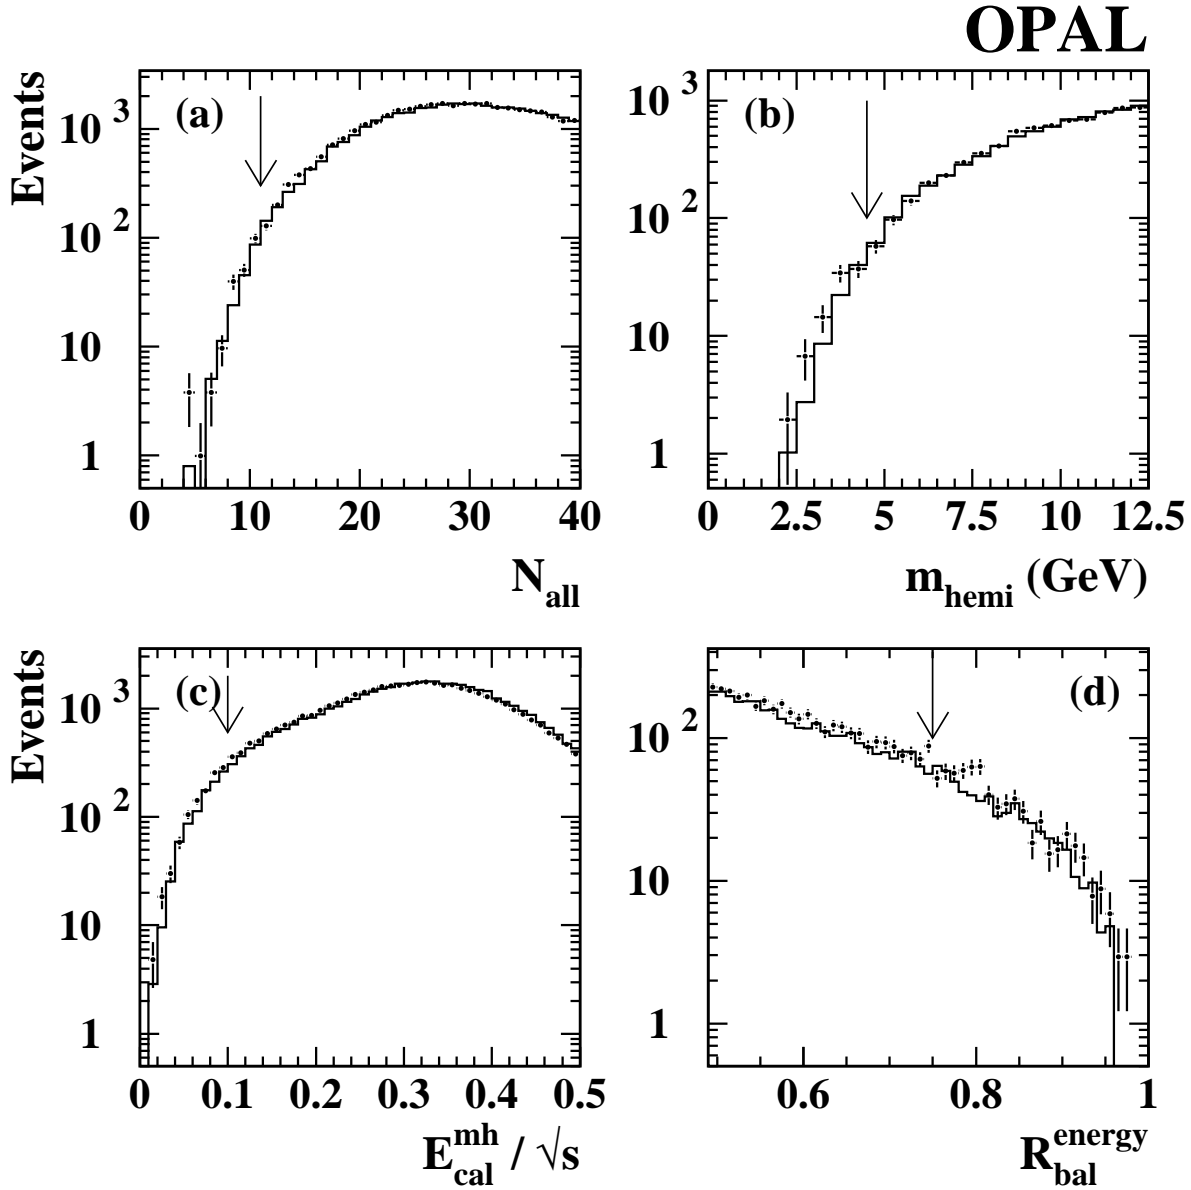 OPAL
Events
(a)
10 3
10 2
10
1
0 10 20 30 40
N all
(b)
10 3
10 2
10
1
0 2.5 5 7.5 10 12.5
m hemi (GeV)
Events
(c)
10 3
10 2
10
1
0 0.1 0.2 0.3 0.4 0.5
E mh cal / √s
(d)
10 2
10
1
0.6 0.8 1
R energy bal